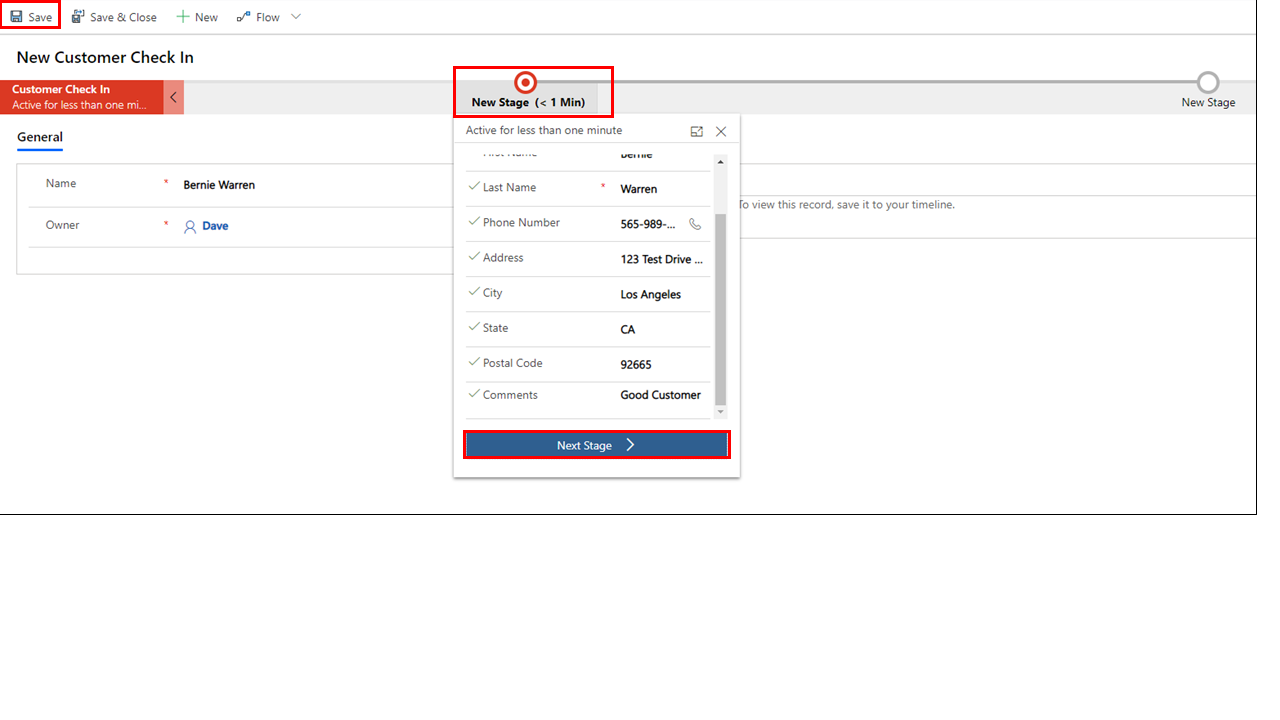 Save Save & Close New Flow
New Customer Check In
Customer Check In
Active for less than one mi...
New Stage (< 1 Min)
New Stage
General
Active for less than one minute
Name * Bernie Warren
Owner * Dave
First Name Bernie
Last Name * Warren
Phone Number 565-989-...
Address 123 Test Drive ...
City Los Angeles
State CA
Postal Code 92665
Comments Good Customer
Next Stage
To view this record, save it to your timeline.